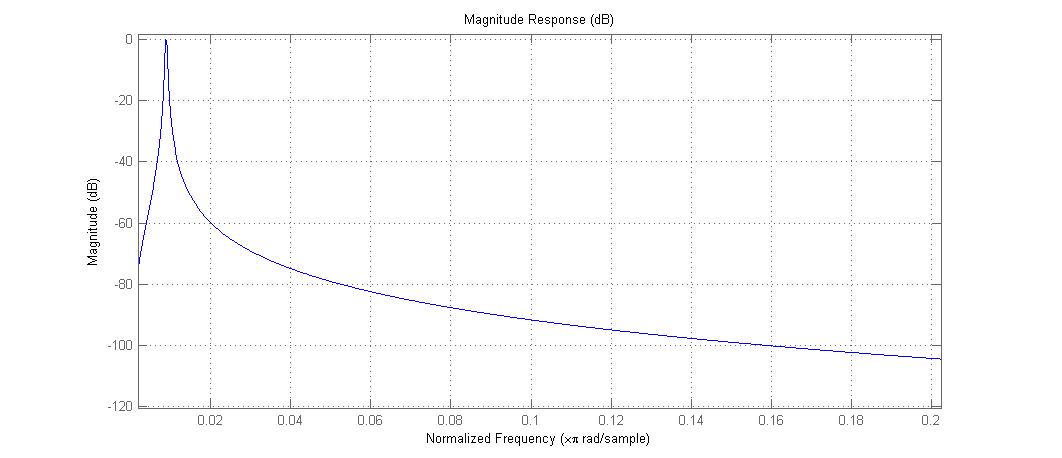 Magnitude Response (dB)
0
-20
-40
-60
-80
-100
-120
Magnitude (dB)
0.02 0.04 0.06 0.08 0.1 0.12 0.14 0.16 0.18 0.2
Normalized Frequency (×π rad/sample)